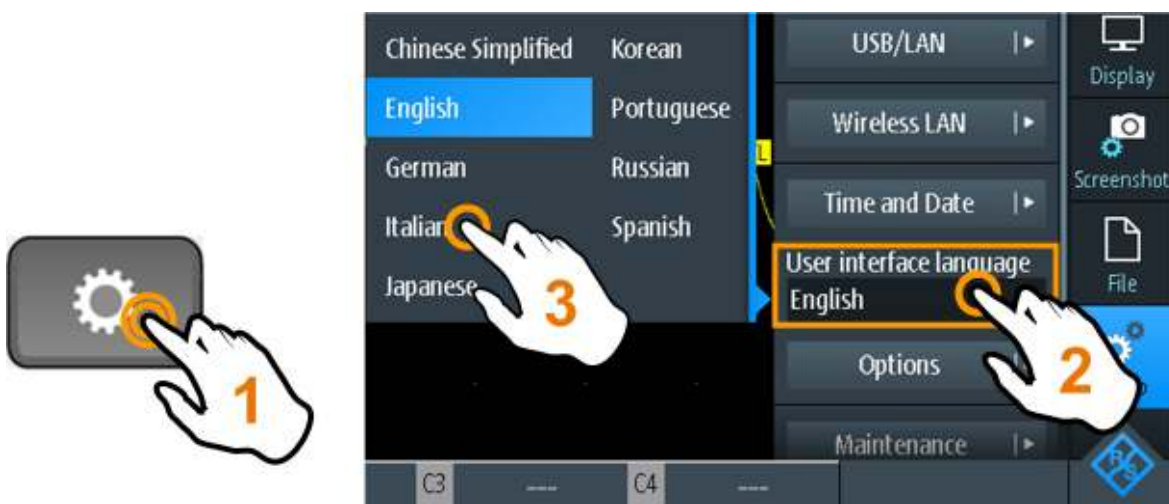 1
Chinese Simplified
Korean
English
Portuguese
German
Russian
Italian
Spanish
Japanese
3
USB/LAN
Wireless LAN
Time and Date
User interface language
English
2
Options
Maintenance
Display
Screenshot
File
C3
---
C4
---
R/S